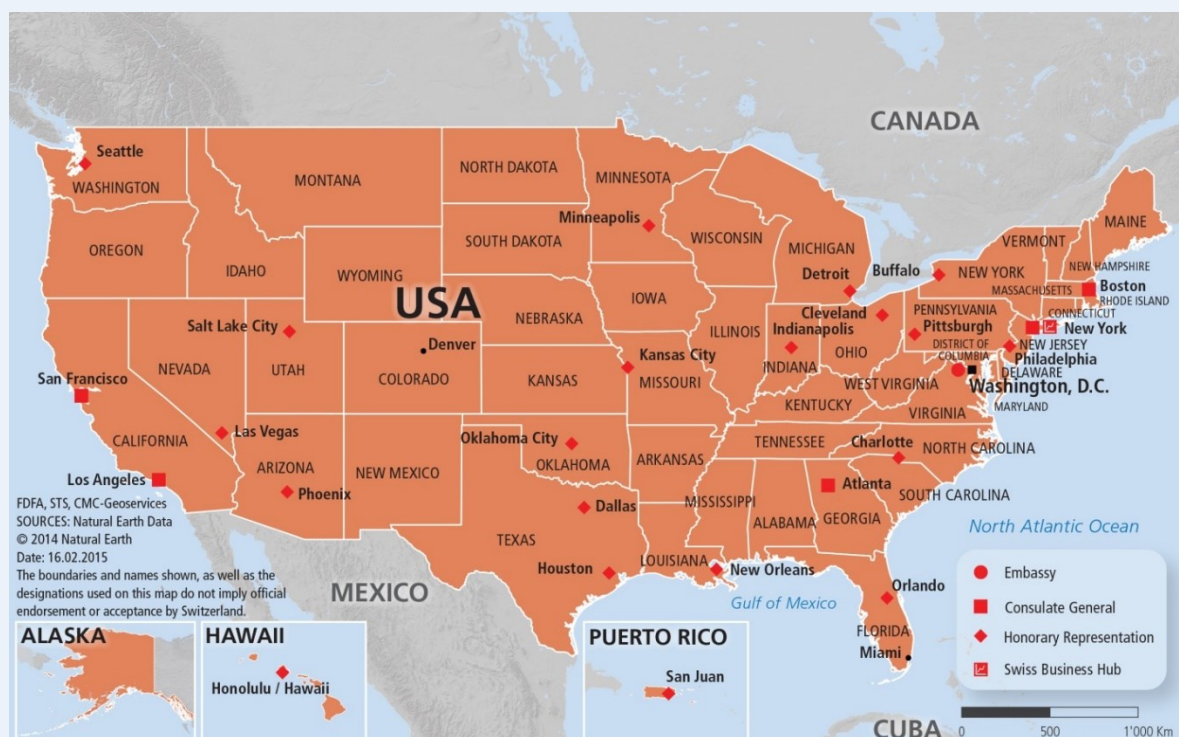 CANADA
Seattle
WASHINGTON
MONTANA
NORTH DAKOTA
MINNESOTA
MAINE
OREGON
IDAHO
WYOMING
SOUTH DAKOTA
Minneapolis
WISCONSIN
MICHIGAN
VERMONT
NEW HAMPSHIRE
Detroit
Buffalo
NEW YORK
MASSACHUSETTS
Boston
RHODE ISLAND
CONNECTICUT
USA
IOWA
NEBRASKA
Salt Lake City
Denver
ILLINOIS
Cleveland
Indianapolis
PENNSYLVANIA
Pittsburgh
New York
NEW JERSEY
DISTRICT OF
COLUMBIA
Philadelphia
NEVADA
UTAH
COLORADO
KANSAS
Kansas City
MISSOURI
INDIANA
OHIO
DELAWARE
San Francisco
WEST VIRGINIA
Washington, D.C.
KENTUCKY
VIRGINIA
MARYLAND
CALIFORNIA
Las Vegas
Oklahoma City
TENNESSEE
Charlotte
NORTH CAROLINA
ARIZONA
NEW MEXICO
OKLAHOMA
ARKANSAS
Los Angeles
Phoenix
Dallas
MISSISSIPPI
Atlanta
SOUTH CAROLINA
ALABAMA
GEORGIA
FDFA, STS, CMC-Geoservices
SOURCES: Natural Earth Data
© 2014 Natural Earth
Date: 16.02.2015
The boundaries and names shown, as well as the
designations used on this map do not imply official
endorsement or acceptance by Switzerland.
TEXAS
LOUISIANA
North Atlantic Ocean
MEXICO
Houston
New Orleans
Gulf of Mexico
Orlando
FLORIDA
Miami
Embassy
Consulate General
Honorary Representation
Swiss Business Hub
ALASKA
HAWAII
Honolulu / Hawaii
PUERTO RICO
San Juan
CUBA
0 500 1'000 Km